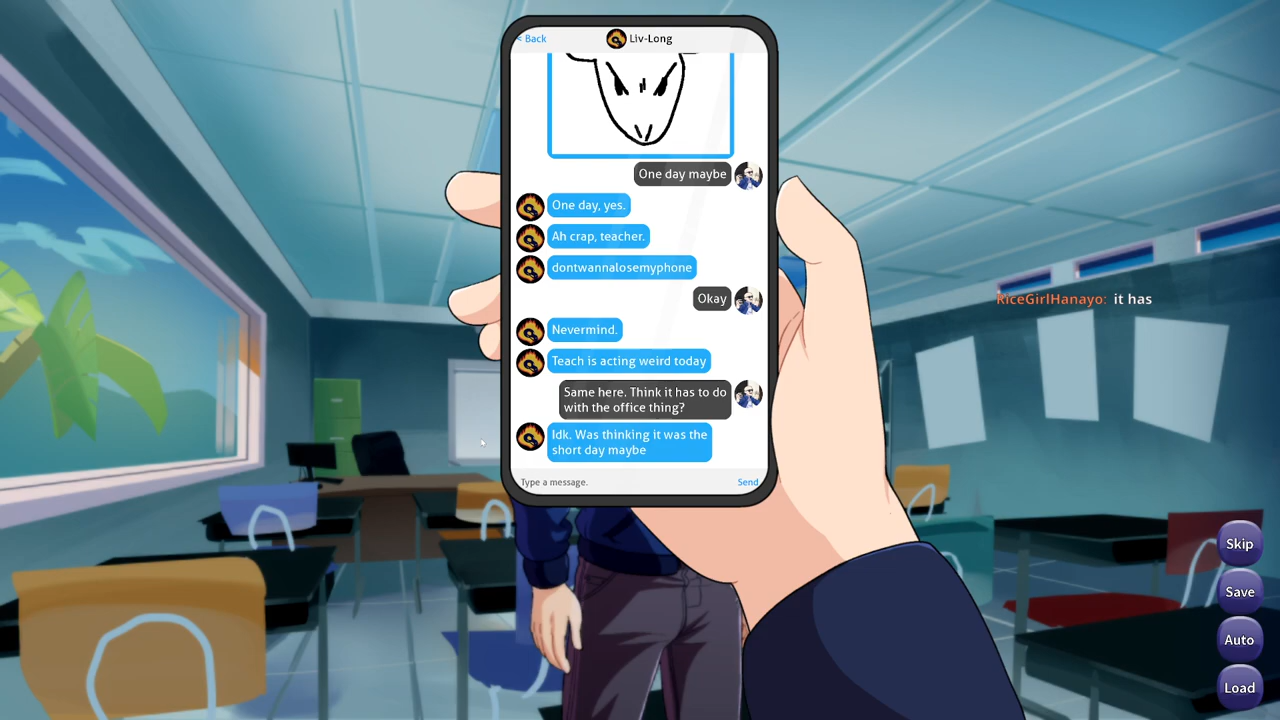 < Back
Liv-Long
One day maybe
One day, yes.
Ah crap, teacher.
dontwannalosemyphone
Okay
RiceGirlHanayo: it has
Nevermind.
Teach is acting weird today
Same here. Think it has to do
with the office thing?
Idk. Was thinking it was the
short day maybe
Type a message.
Send
Skip
Save
Auto
Load